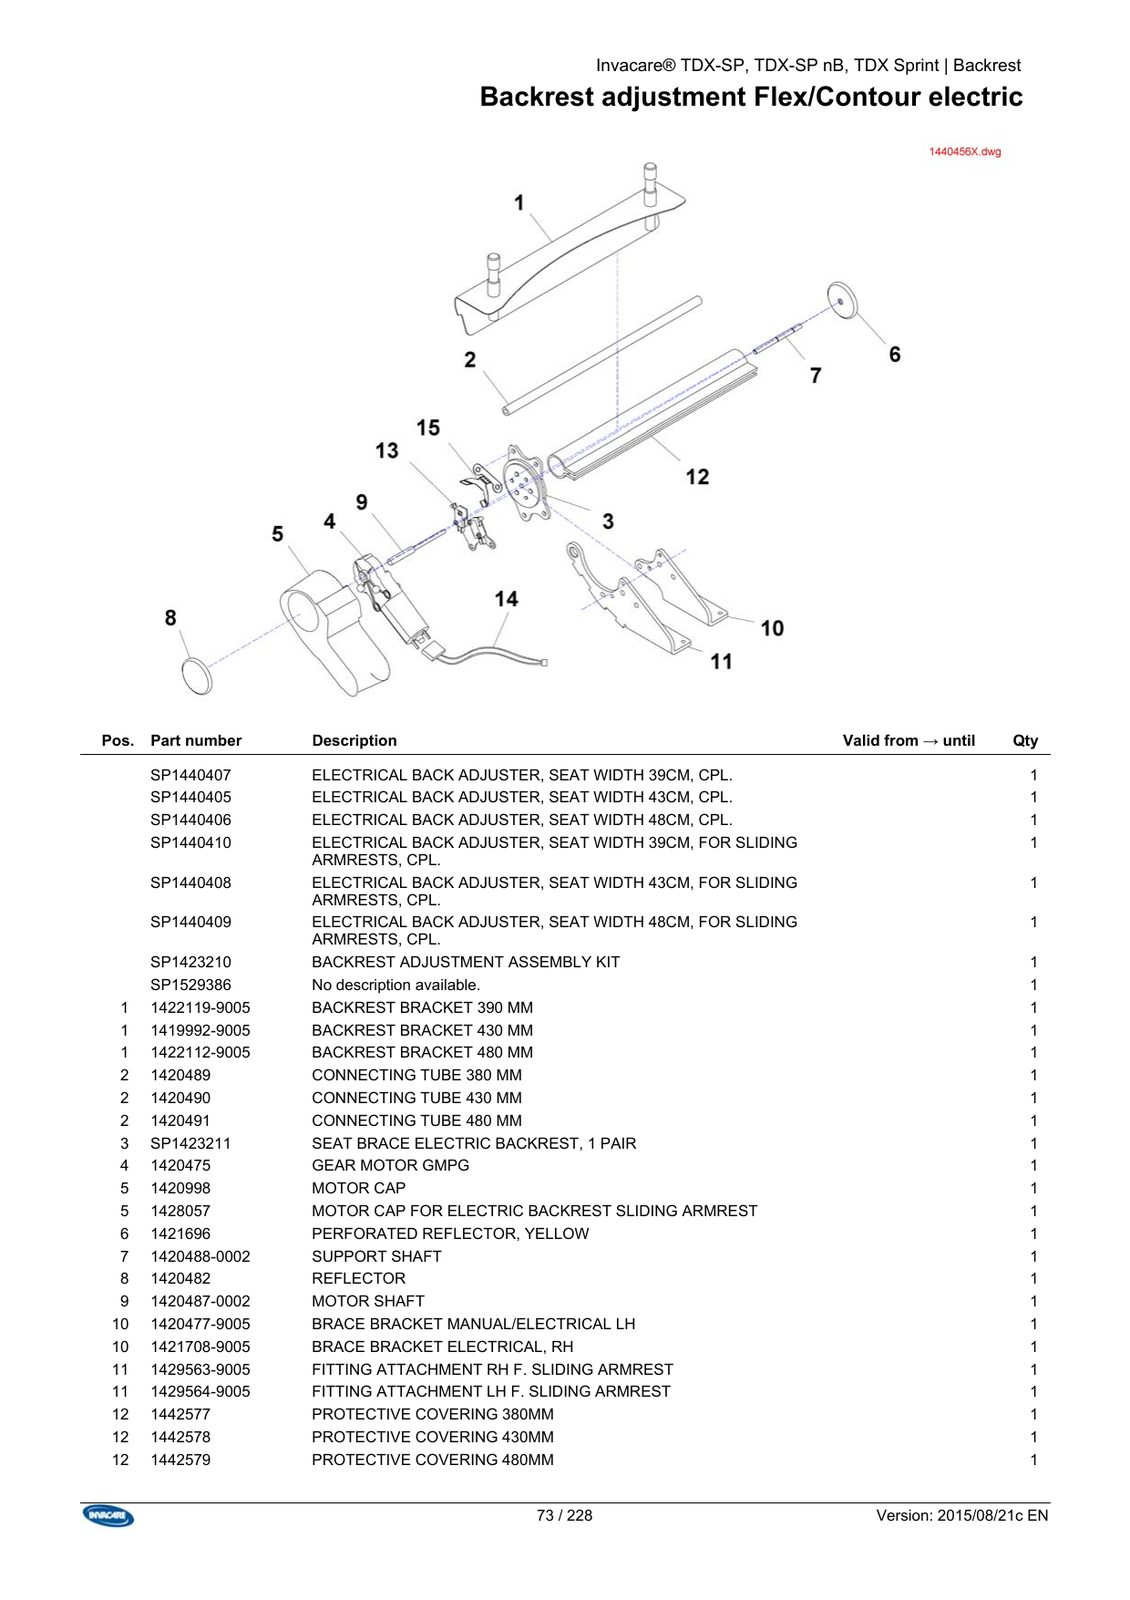 Invacare® TDX-SP, TDX-SP nB, TDX Sprint | Backrest
Backrest adjustment Flex/Contour electric
1440456X.dwg
1
2
6
7
15
13
12
9
4
3
5
14
8
10
11
Pos. Part number Description Valid from → until Qty
SP1440407 ELECTRICAL BACK ADJUSTER, SEAT WIDTH 39CM, CPL. 1
SP1440405 ELECTRICAL BACK ADJUSTER, SEAT WIDTH 43CM, CPL. 1
SP1440406 ELECTRICAL BACK ADJUSTER, SEAT WIDTH 48CM, CPL. 1
SP1440410 ELECTRICAL BACK ADJUSTER, SEAT WIDTH 39CM, FOR SLIDING 1
ARMRESTS, CPL.
SP1440408 ELECTRICAL BACK ADJUSTER, SEAT WIDTH 43CM, FOR SLIDING 1
ARMRESTS, CPL.
SP1440409 ELECTRICAL BACK ADJUSTER, SEAT WIDTH 48CM, FOR SLIDING 1
ARMRESTS, CPL.
SP1423210 BACKREST ADJUSTMENT ASSEMBLY KIT 1
SP1529386 No description available. 1
1 1422119-9005 BACKREST BRACKET 390 MM 1
1 1419992-9005 BACKREST BRACKET 430 MM 1
1 1422112-9005 BACKREST BRACKET 480 MM 1
2 1420489 CONNECTING TUBE 380 MM 1
2 1420490 CONNECTING TUBE 430 MM 1
2 1420491 CONNECTING TUBE 480 MM 1
3 SP1423211 SEAT BRACE ELECTRIC BACKREST, 1 PAIR 1
4 1420475 GEAR MOTOR GMPG 1
5 1420998 MOTOR CAP 1
5 1428057 MOTOR CAP FOR ELECTRIC BACKREST SLIDING ARMREST 1
6 1421696 PERFORATED REFLECTOR, YELLOW 1
7 1420488-0002 SUPPORT SHAFT 1
8 1420482 REFLECTOR 1
9 1420487-0002 MOTOR SHAFT 1
10 1420477-9005 BRACE BRACKET MANUAL/ELECTRICAL LH 1
10 1421708-9005 BRACE BRACKET ELECTRICAL, RH 1
11 1429563-9005 FITTING ATTACHMENT RH F. SLIDING ARMREST 1
11 1429564-9005 FITTING ATTACHMENT LH F. SLIDING ARMREST 1
12 1442577 PROTECTIVE COVERING 380MM 1
12 1442578 PROTECTIVE COVERING 430MM 1
12 1442579 PROTECTIVE COVERING 480MM 1
INVACARE 73 / 228 Version: 2015/08/21c EN